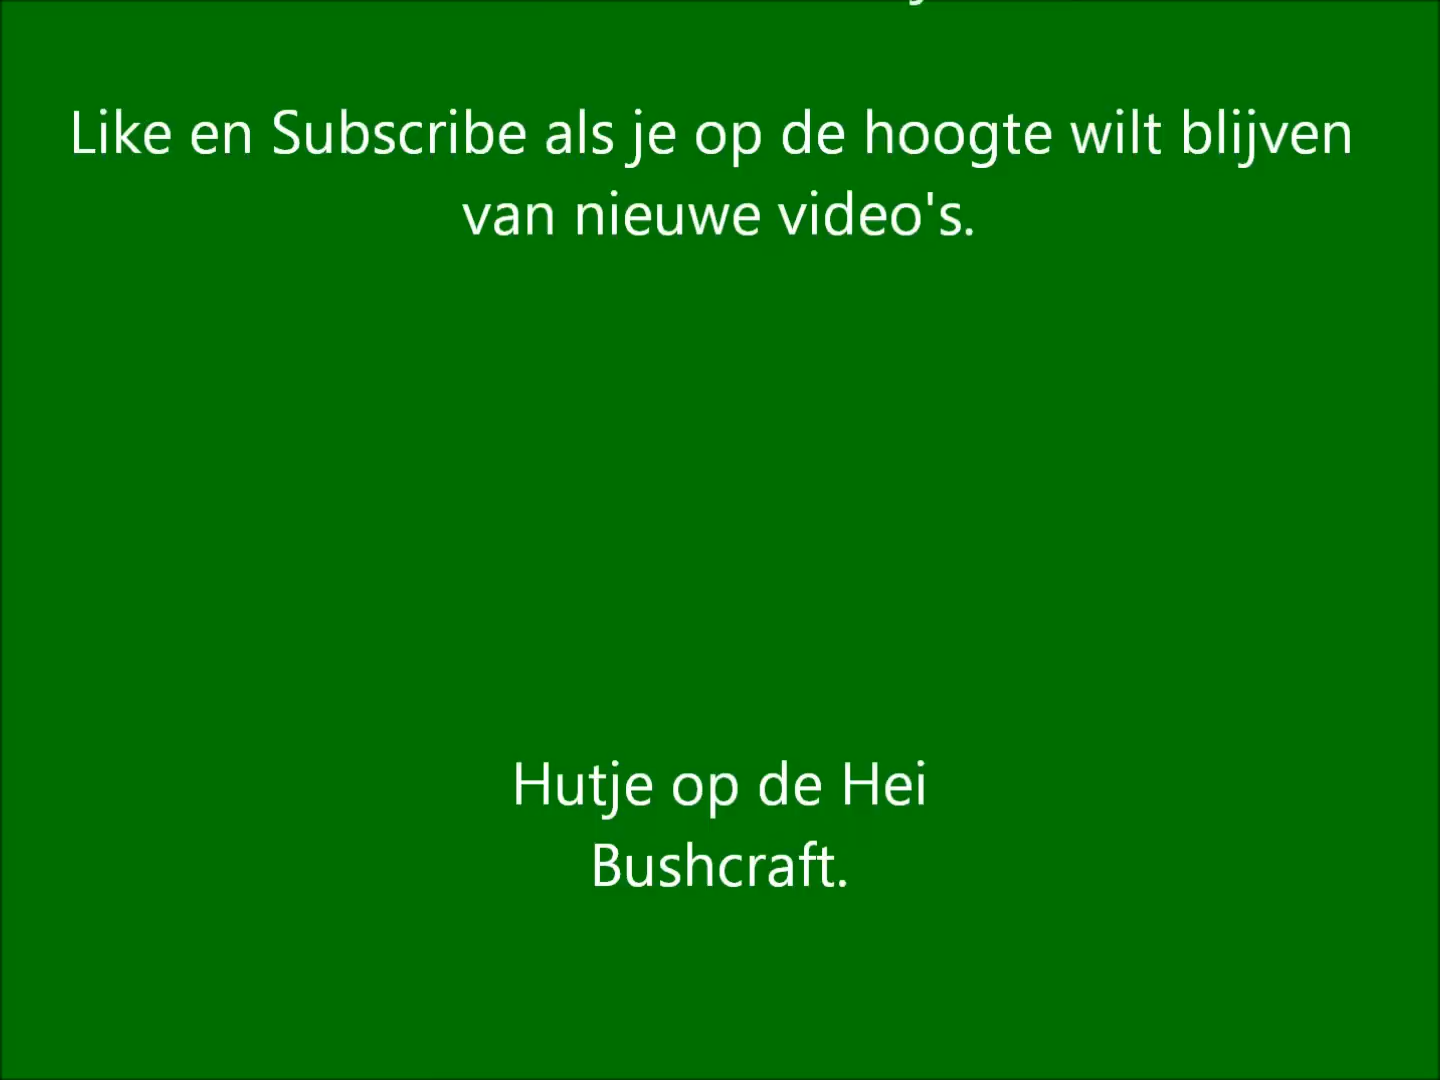 Like en Subscribe als je op de hoogte wilt blijven
van nieuwe video's.
Hutje op de Hei
Bushcraft.